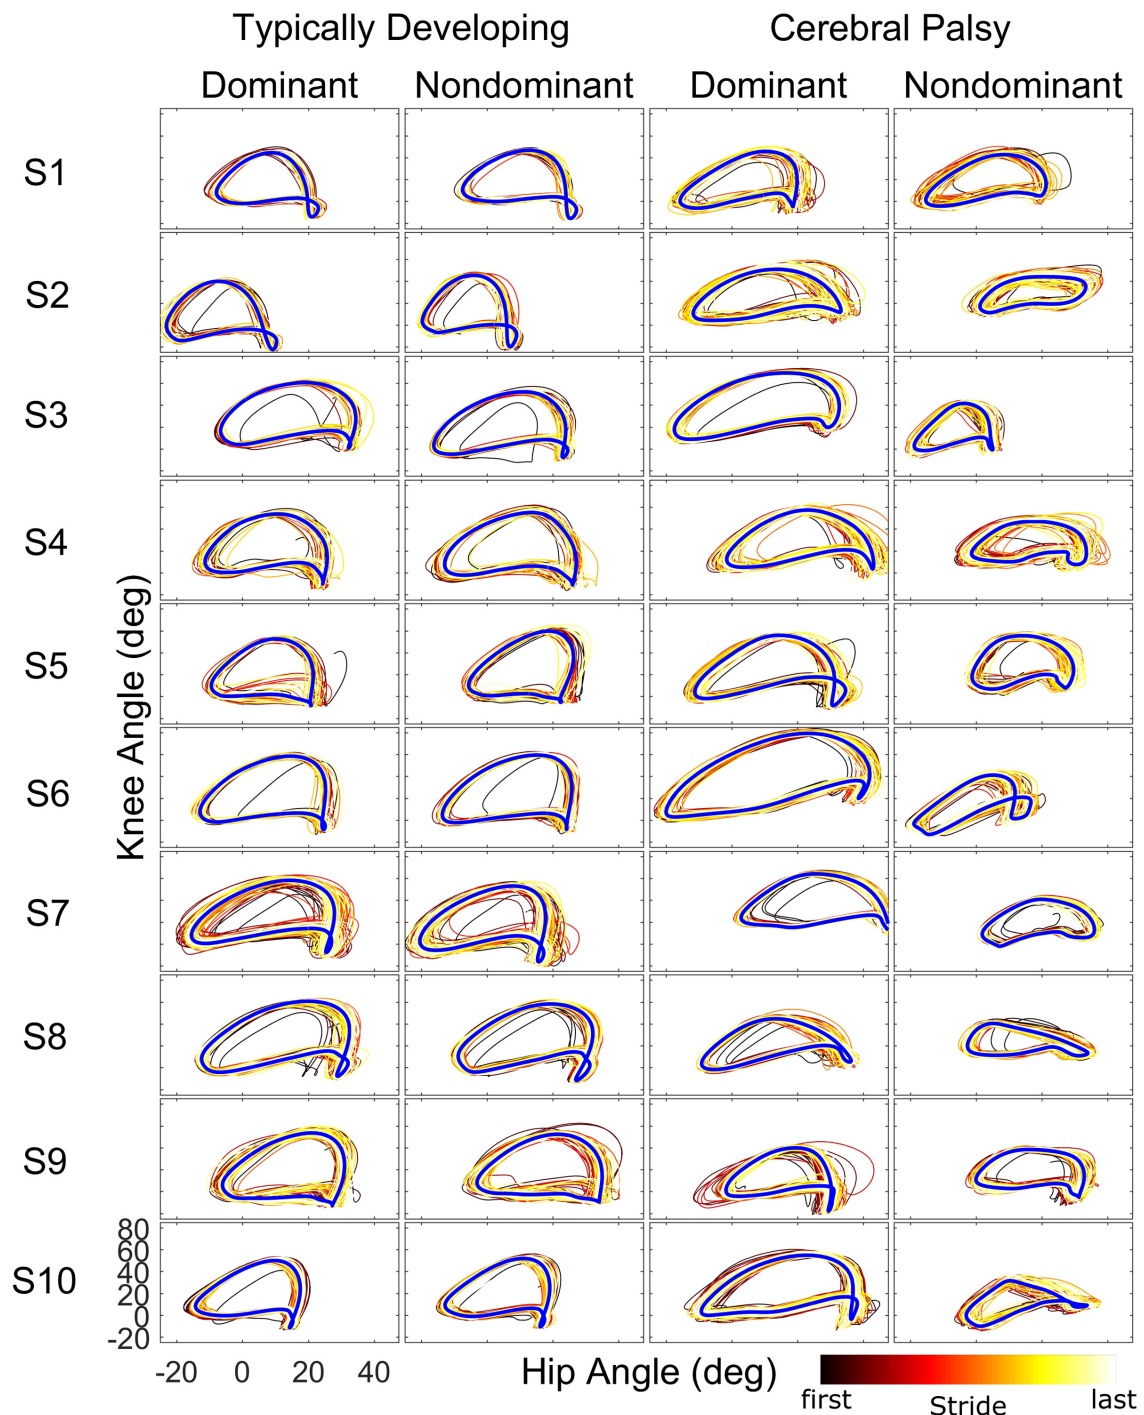 Typically Developing Cerebral Palsy
Dominant Nondominant Dominant Nondominant
S1
S2
S3
S4
S5
S6
S7
S8
S9
S10
Knee Angle (deg)
80
60
40
20
0
-20
-20 0 20 40
Hip Angle (deg)
first Stride last